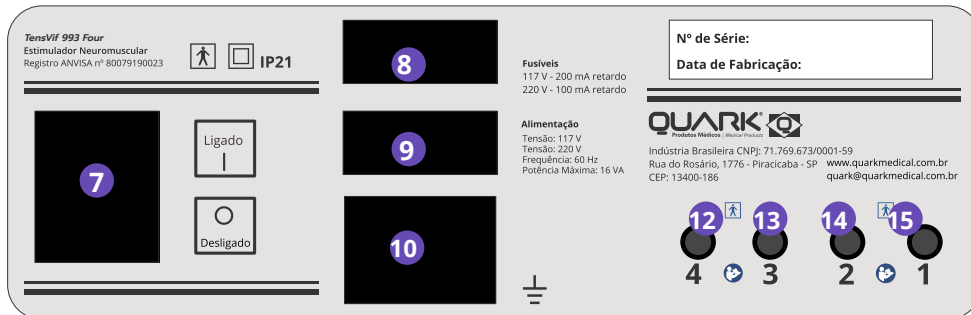 TensVif 993 Four
Estimulador Neuromuscular
Registro ANVISA nº 80079190023
IP21
7
Ligado
Desligado
8
9
10
Fusíveis
117 V - 200 mA retardo
220 V - 100 mA retardo
Alimentação
Tensão: 117 V
Tensão: 220 V
Frequência: 60 Hz
Potência Máxima: 16 VA
Nº de Série:
Data de Fabricação:
QUARK
Produtos Médicos | Medical Products
Indústria Brasileira CNPJ: 71.769.673/0001-59
Rua do Rosário, 1776 - Piracicaba - SP www.quarkmedical.com.br
CEP: 13400-186 quark@quarkmedical.com.br
12 13 14 15
4 3 2 1